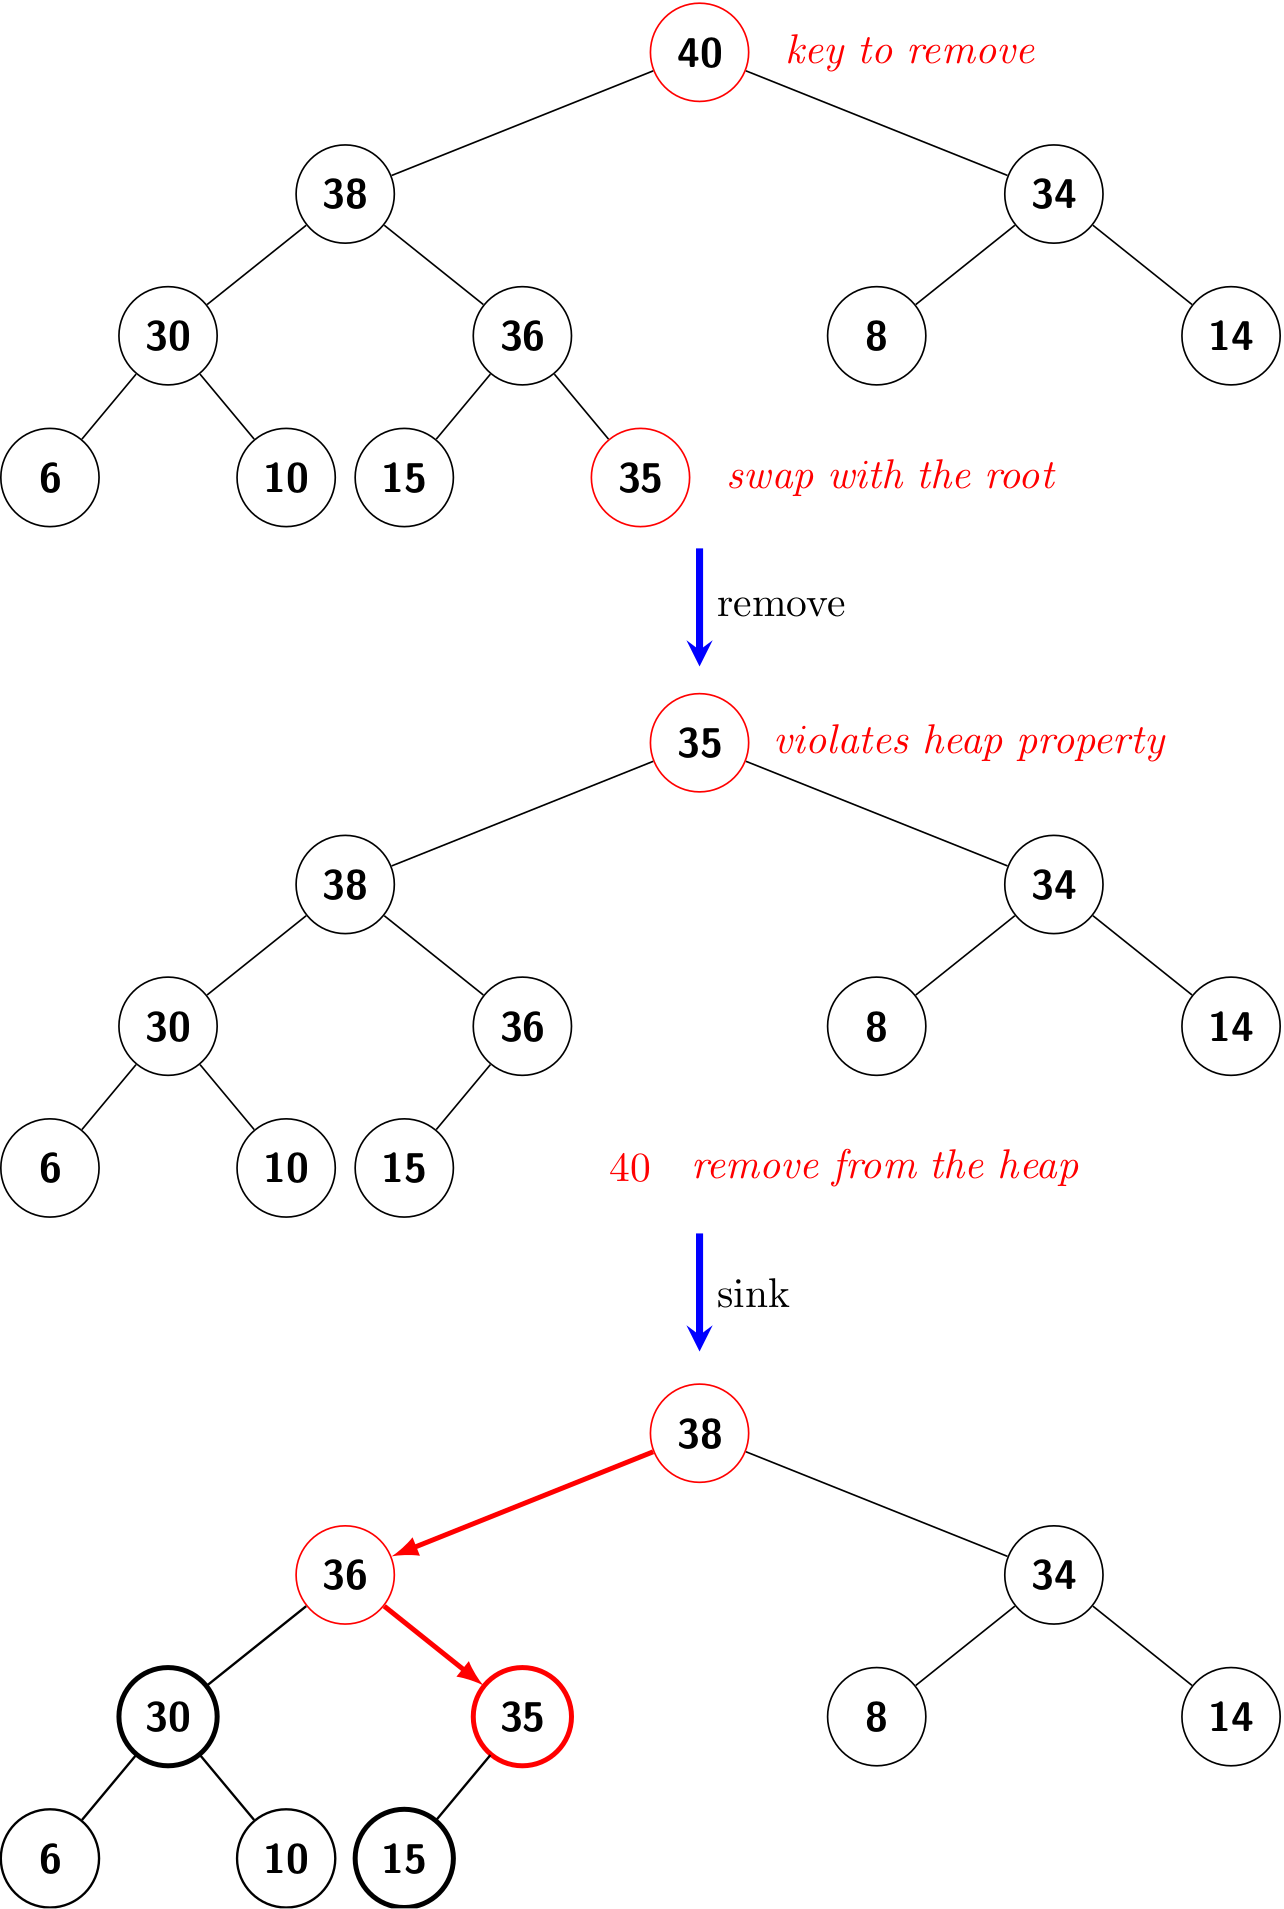 40 key to remove
38 34
30 36 8 14
6 10 15 35 swap with the root
remove
35 violates heap property
38 34
30 36 8 14
6 10 15 40 remove from the heap
sink
38
36 34
30 35 8 14
6 10 15